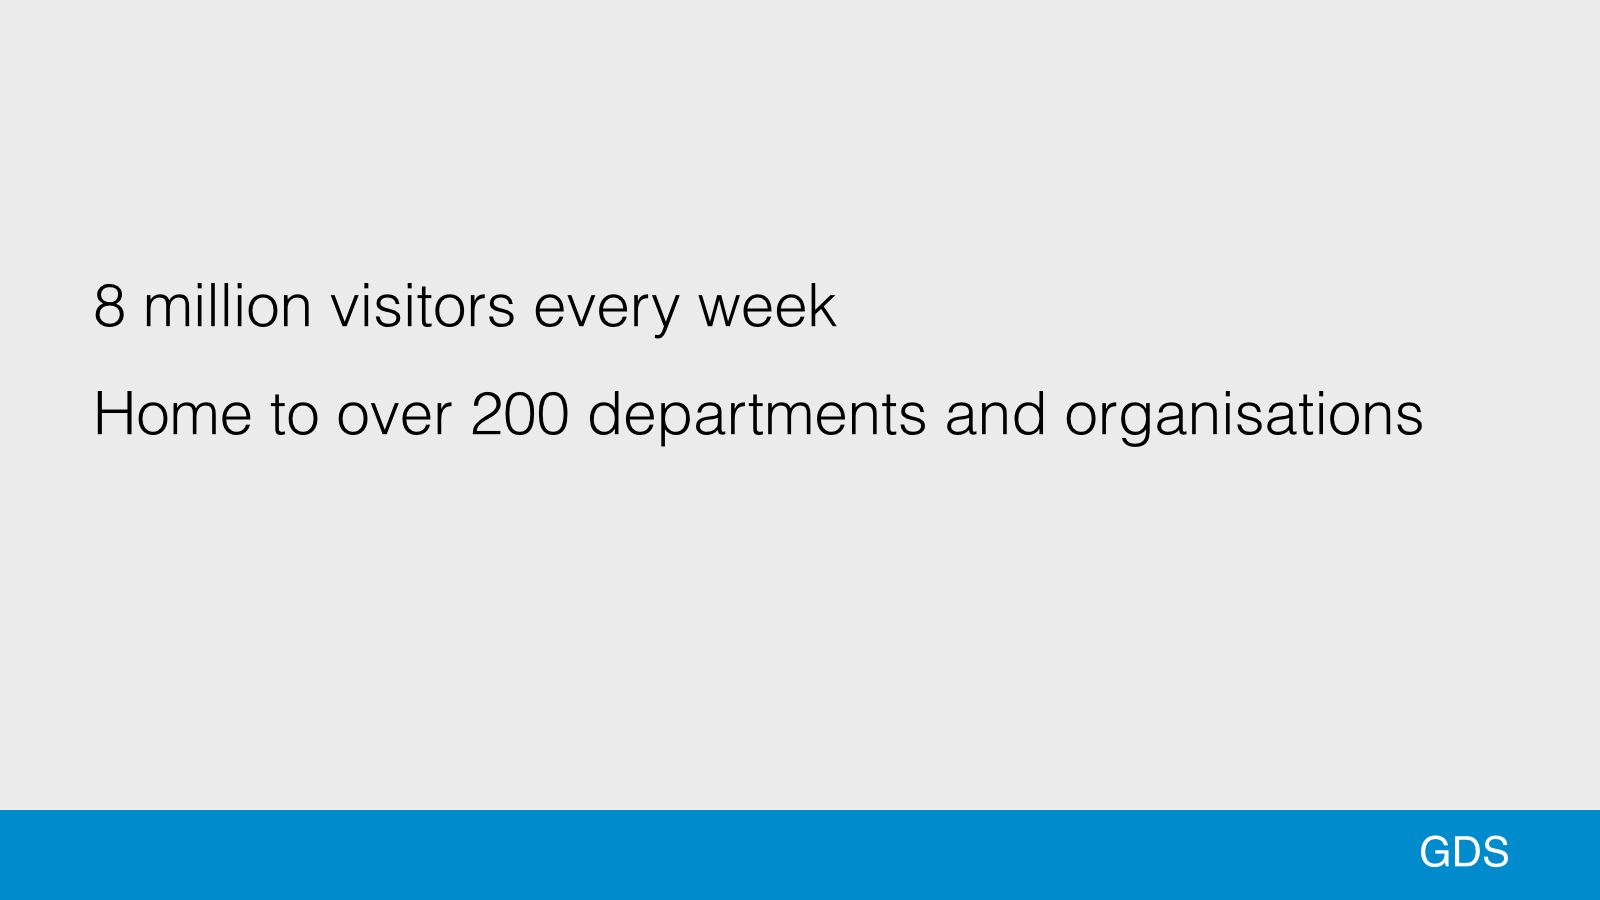 8 million visitors every week
Home to over 200 departments and organisations
GDS